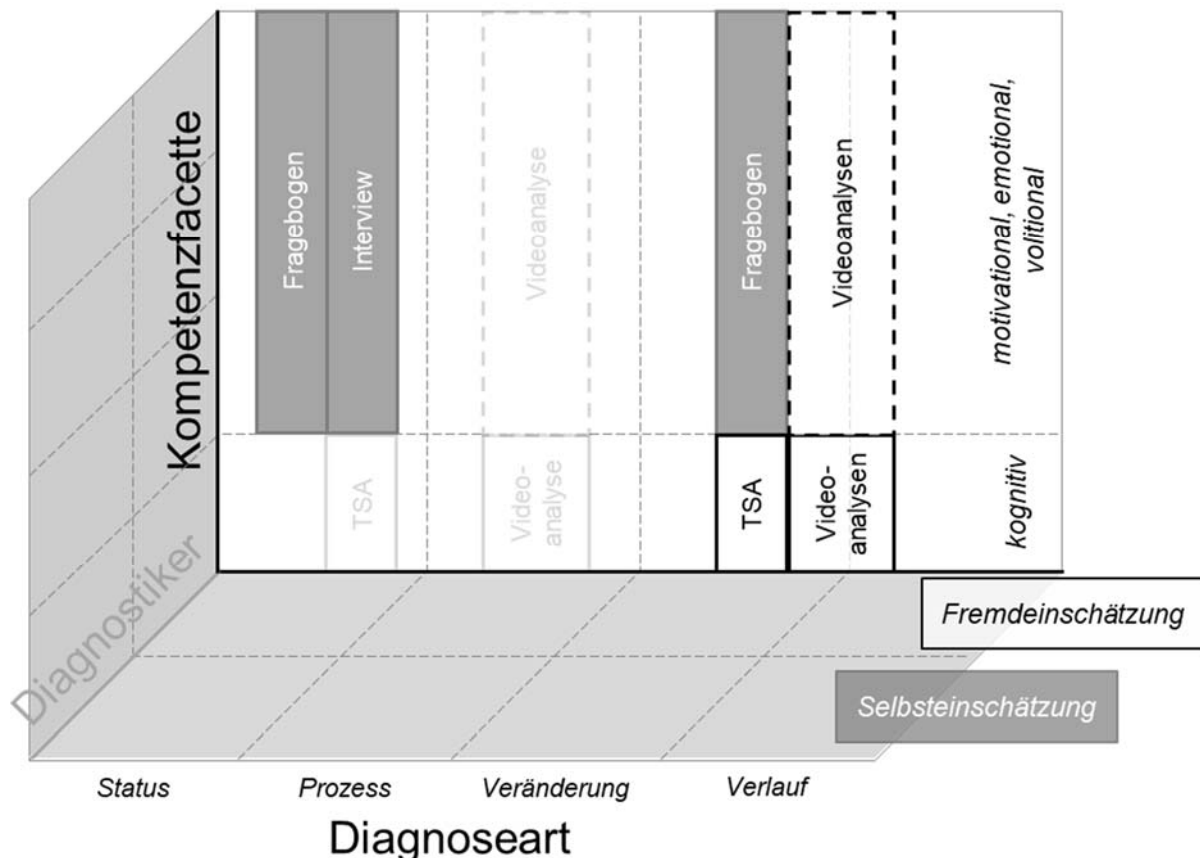 Kompetenzfacette
Diagnostiker
Fragebogen
Interview
Videoanalyse
Fragebogen
Videoanalysen
motivational, emotional,
volitional
TSA
Video-
analyse
TSA
Video-
analysen
kognitiv
Fremdeinschätzung
Selbsteinschätzung
Status
Prozess
Veränderung
Verlauf
Diagnoseart